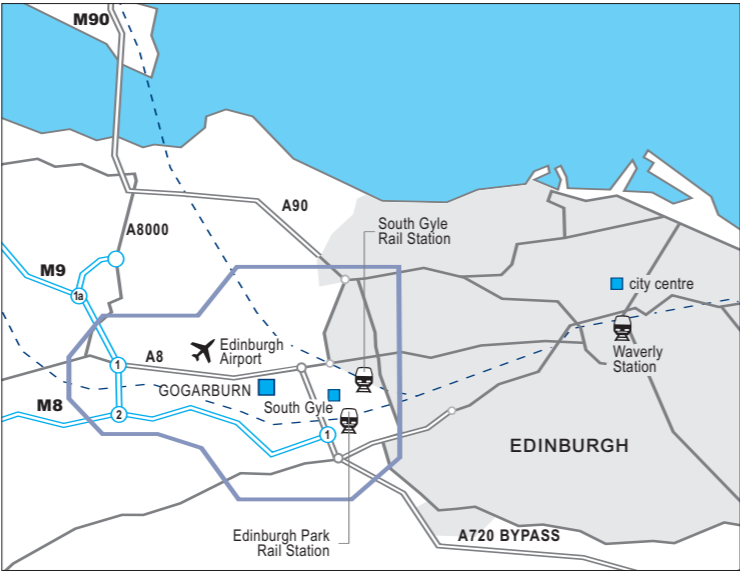 M90
A90
A8000
South Gyle
Rail Station
M9
1a
city centre
Edinburgh
Airport
A8
1
Waverly
Station
GOGARBURN
South Gyle
M8
2
1
EDINBURGH
Edinburgh Park
Rail Station
A720 BYPASS